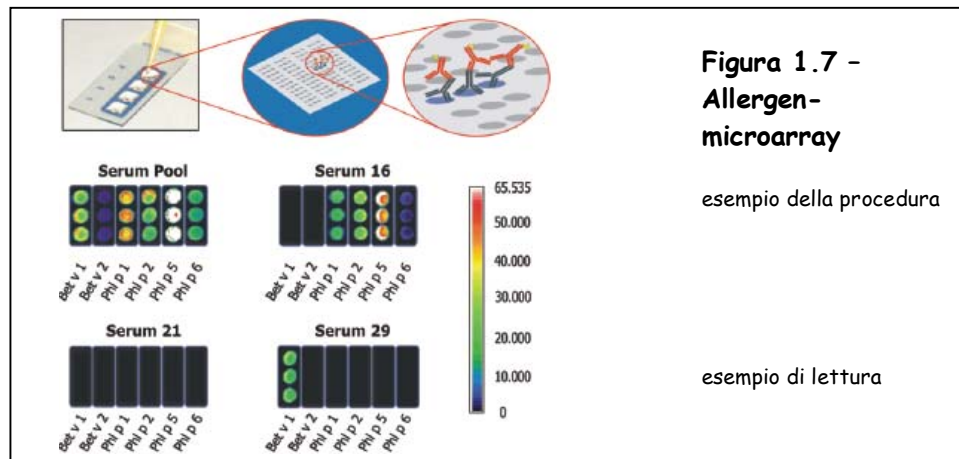 Figura 1.7 –
Allergen-
microarray
esempio della procedura
esempio di lettura
Serum Pool
Bet v 1
Bet v 2
Phl p 1
Phl p 2
Phl p 5
Phl p 6
Serum 16
Bet v 1
Bet v 2
Phl p 1
Phl p 2
Phl p 5
Phl p 6
65.535
50.000
40.000
30.000
20.000
10.000
0
Serum 21
Bet v 1
Bet v 2
Phl p 1
Phl p 2
Phl p 5
Phl p 6
Serum 29
Bet v 1
Bet v 2
Phl p 1
Phl p 2
Phl p 5
Phl p 6